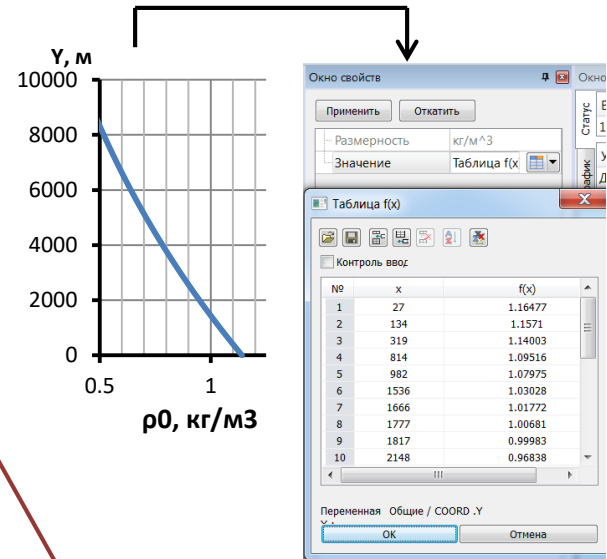 Y, м
10000
8000
6000
4000
2000
0
0.5 1
ρ0, кг/м3
Окно свойств
Применить Откатить
Размерность кг/м^3
Значение Таблица f(x
Статус
Таблица f(x)
Контроль ввод
№ x f(x)
1 27 1.16477
2 134 1.1571
3 319 1.14003
4 814 1.09516
5 982 1.07975
6 1536 1.03028
7 1666 1.01772
8 1777 1.00681
9 1817 0.99983
10 2148 0.96838
Переменная Общие / COORD .Y
ОК Отмена